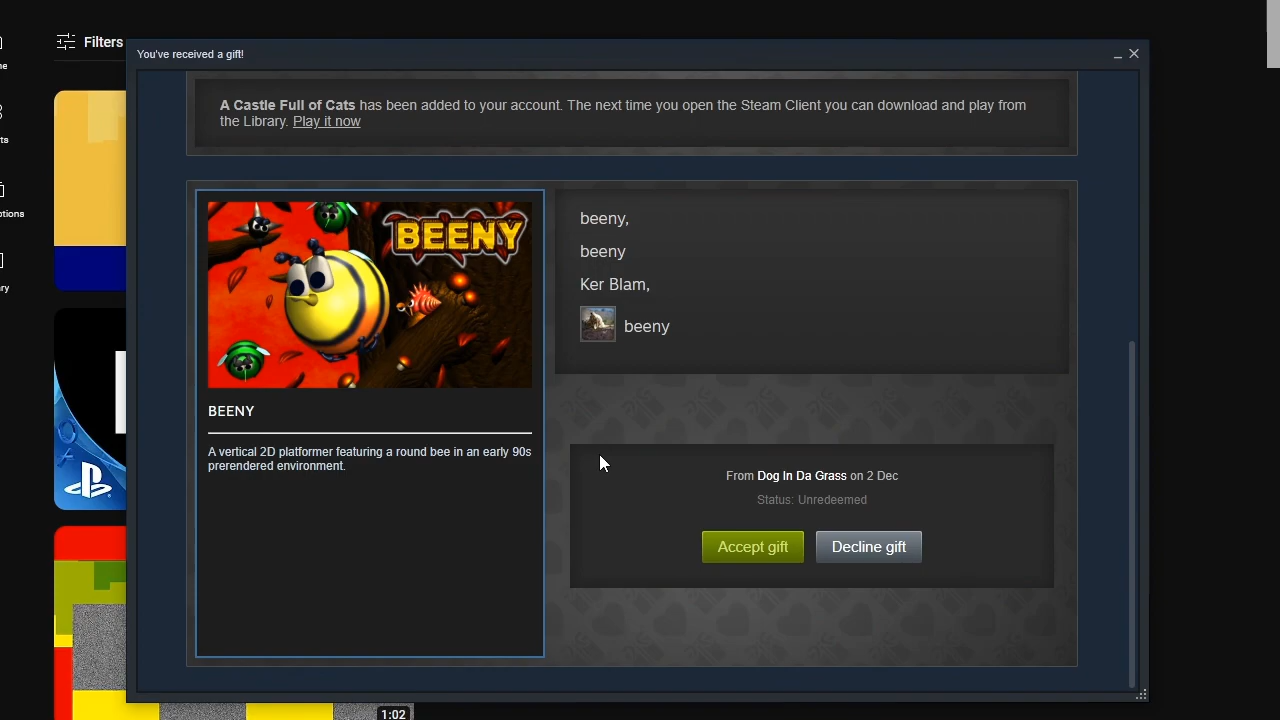 Filters
You've received a gift!
A Castle Full of Cats has been added to your account. The next time you open the Steam Client you can download and play from
the Library. Play it now
BEENY
beeny,
beeny
Ker Blam,
beeny
BEENY
A vertical 2D platformer featuring a round bee in an early 90s
prerendered environment.
From Dog In Da Grass on 2 Dec
Status: Unredeemed
Accept gift
Decline gift
1:02